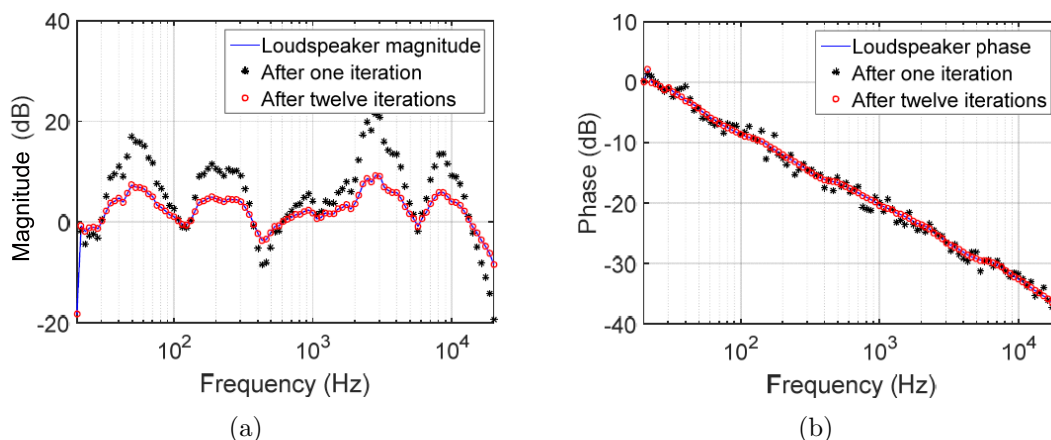 40
30
20
0
-20
Magnitude (dB)
Loudspeaker magnitude
After one iteration
After twelve iterations
10^2
10^3
10^4
Frequency (Hz)
(a)
10
0
-10
-20
-30
-40
Phase (dB)
Loudspeaker phase
After one iteration
After twelve iterations
10^2
10^3
10^4
Frequency (Hz)
(b)